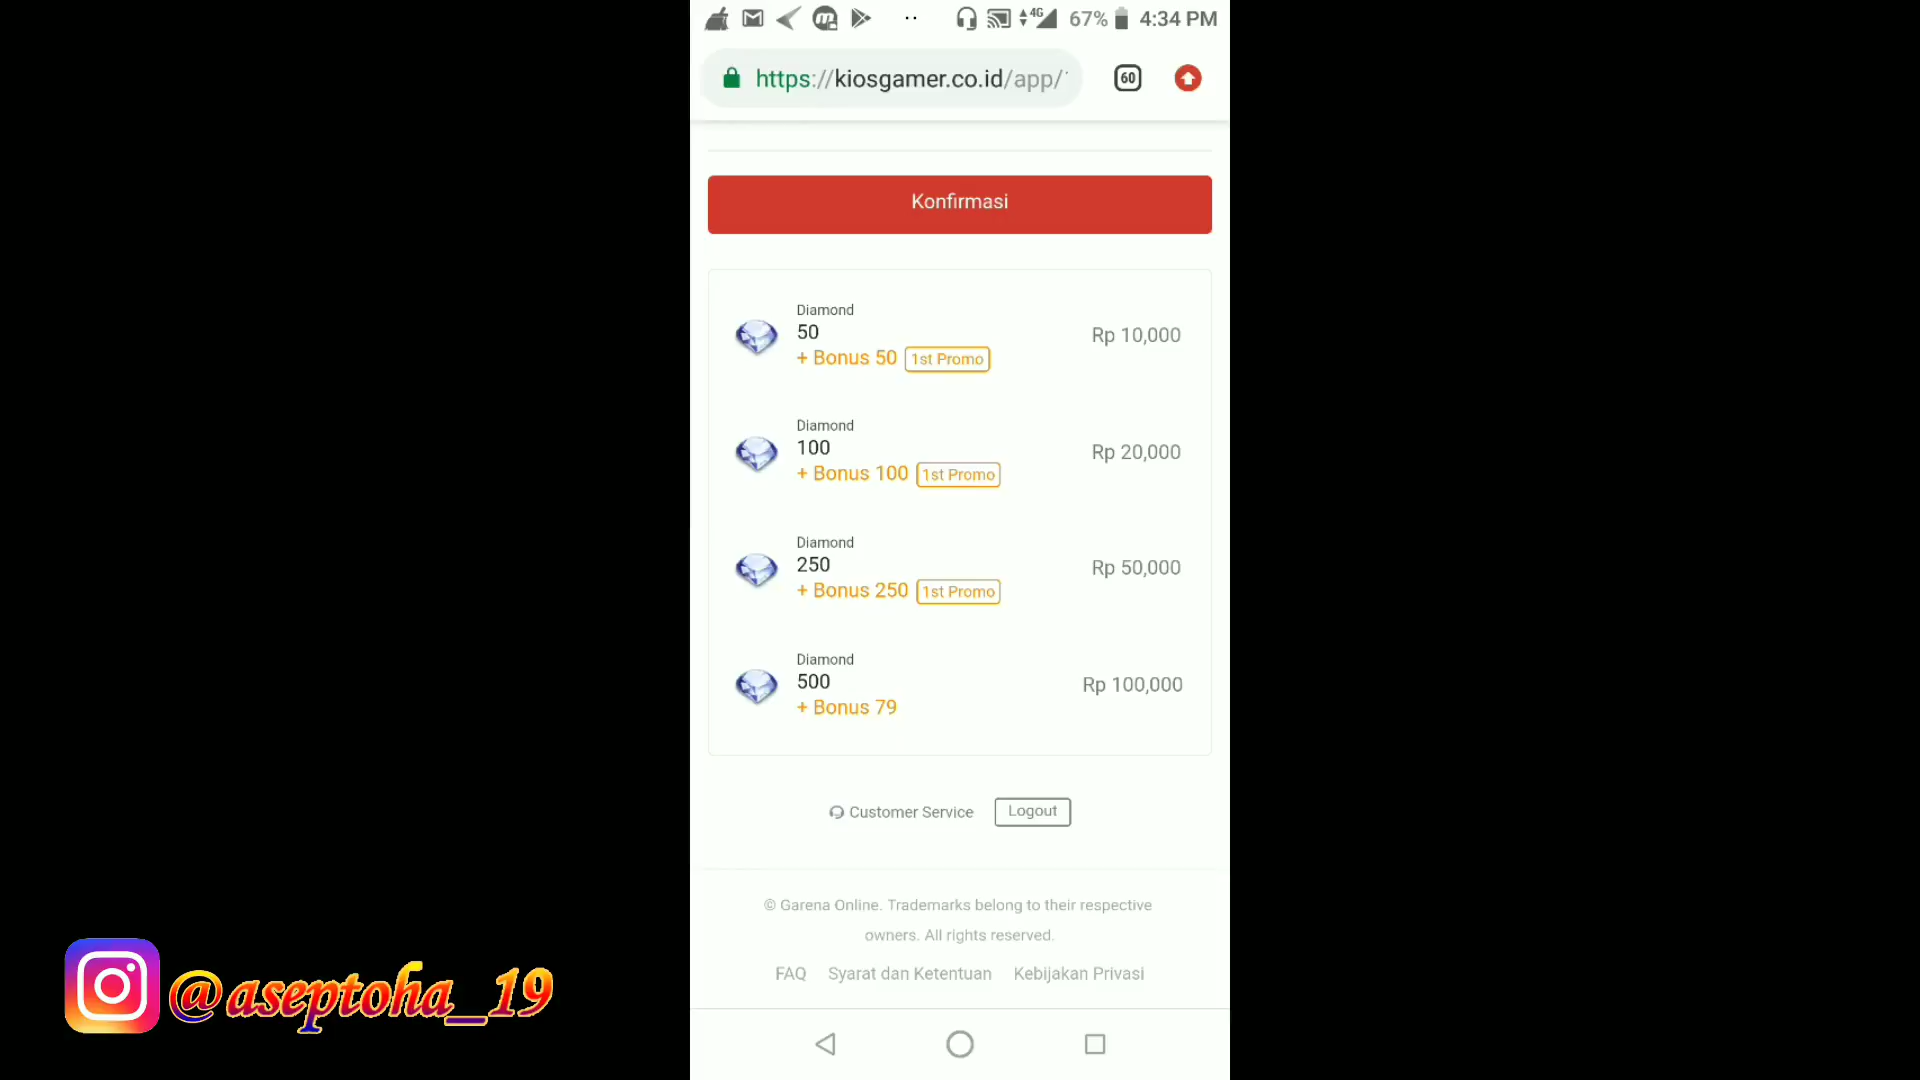 4G 67% 4:34 PM
https://kiosgamer.co.id/app/ 60
Konfirmasi
Diamond
50
+ Bonus 50 1st Promo
Rp 10,000
Diamond
100
+ Bonus 100 1st Promo
Rp 20,000
Diamond
250
+ Bonus 250 1st Promo
Rp 50,000
Diamond
500
+ Bonus 79
Rp 100,000
Customer Service Logout
© Garena Online. Trademarks belong to their respective
owners. All rights reserved.
FAQ Syarat dan Ketentuan Kebijakan Privasi
@aseptoha_19